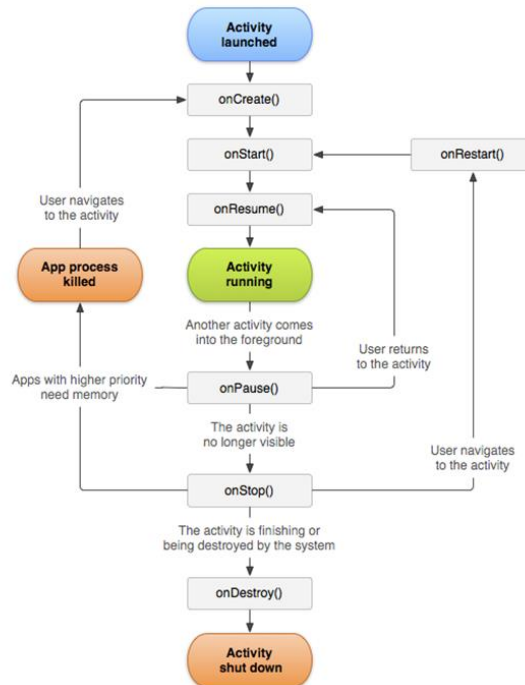 Activity
launched
onCreate()
onStart()
onRestart()
User navigates
to the activity
onResume()
App process
killed
Activity
running
Another activity comes
into the foreground
User returns
to the activity
Apps with higher priority
need memory
onPause()
The activity is
no longer visible
User navigates
to the activity
onStop()
The activity is finishing or
being destroyed by the system
onDestroy()
Activity
shut down